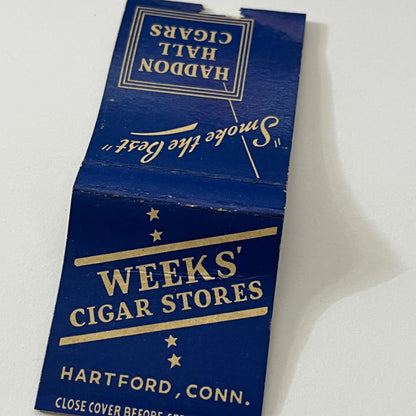 HADDON
HALL
CIGARS
"Smoke the Best"
WEEKS'
CIGAR STORES
HARTFORD, CONN.
CLOSE COVER BEFORE